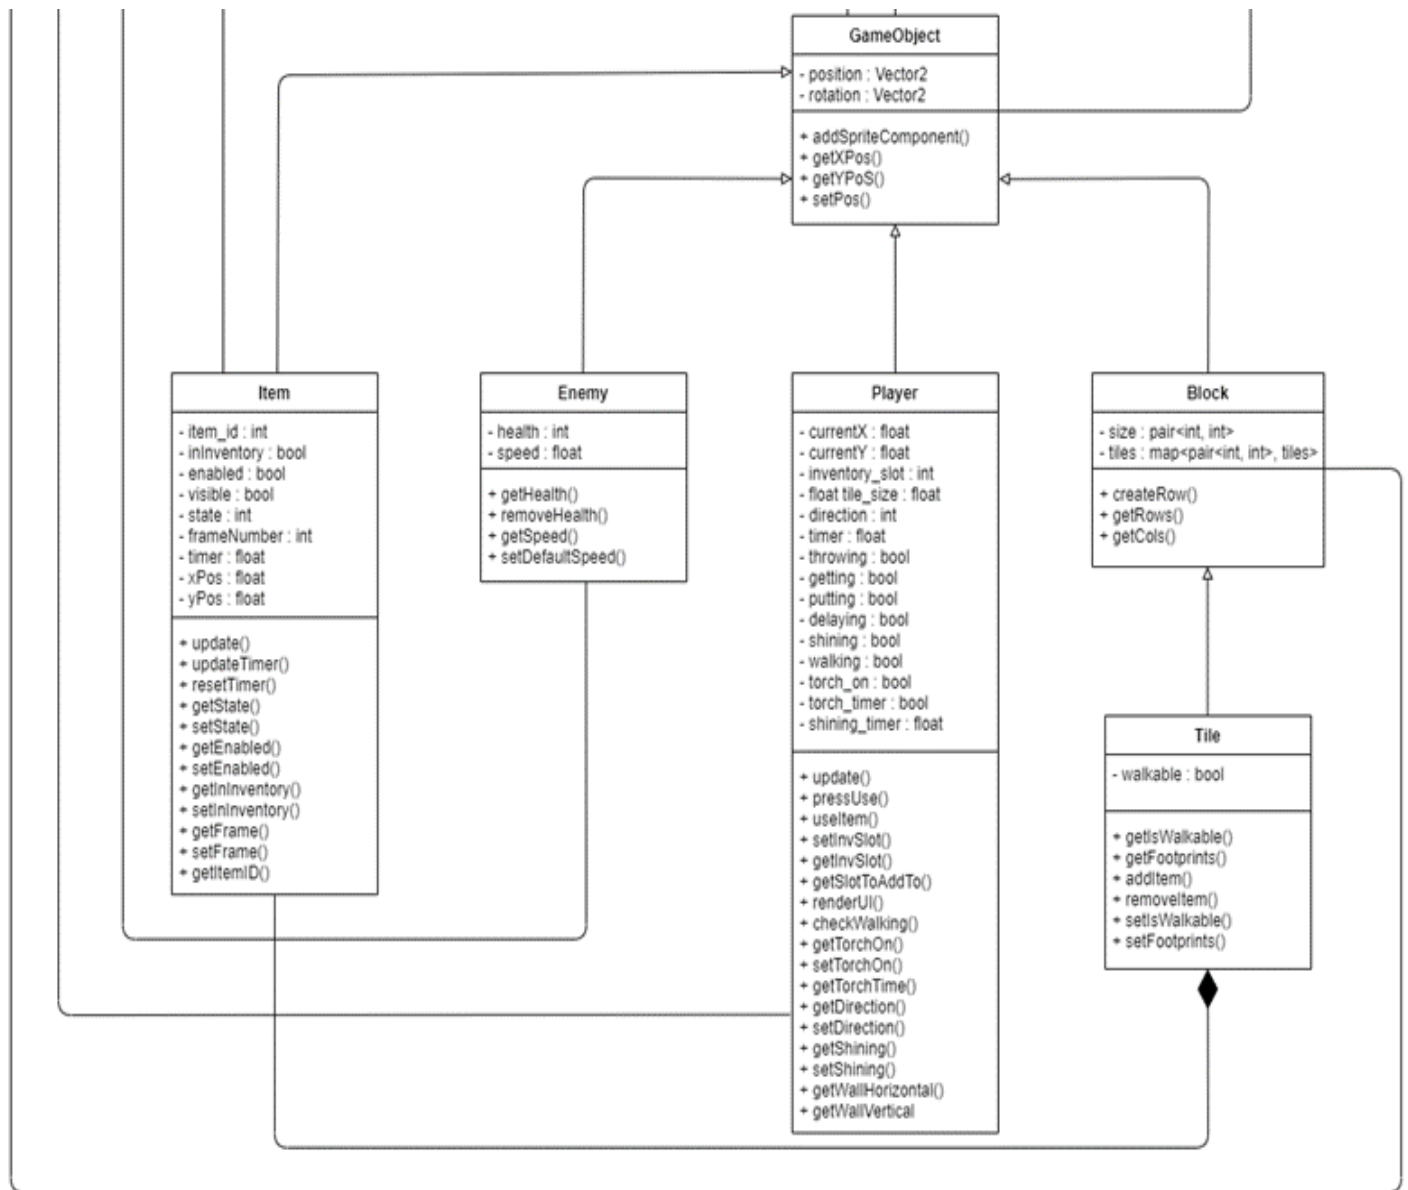 GameObject
- position : Vector2
- rotation : Vector2
+ addSpriteComponent()
+ getXPos()
+ getYPoS()
+ setPos()
Item
- item_id : int
- inInventory : bool
- enabled : bool
- visible : bool
- state : int
- frameNumber : int
- timer : float
- xPos : float
- yPos : float
+ update()
+ updateTimer()
+ resetTimer()
+ getState()
+ setState()
+ getEnabled()
+ setEnabled()
+ getInInventory()
+ setInInventory()
+ getFrame()
+ setFrame()
+ getItemID()
Enemy
- health : int
- speed : float
+ getHealth()
+ removeHealth()
+ getSpeed()
+ setDefaultSpeed()
Player
- currentX : float
- currentY : float
- inventory_slot : int
- float tile_size : float
- direction : int
- timer : float
- throwing : bool
- getting : bool
- putting : bool
- delaying : bool
- shining : bool
- walking : bool
- torch_on : bool
- torch_timer : bool
- shining_timer : float
+ update()
+ pressUse()
+ useItem()
+ setInvSlot()
+ getInvSlot()
+ getSlotToAddTo()
+ renderUI()
+ checkWalking()
+ getTorchOn()
+ setTorchOn()
+ getTorchTime()
+ getDirection()
+ setDirection()
+ getShining()
+ setShining()
+ getWallHorizontal()
+ getWallVertical
Block
- size : pair<int, int>
- tiles : map<pair<int, int>, tiles>
+ createRow()
+ getRows()
+ getCols()
Tile
- walkable : bool
+ getIsWalkable()
+ getFootprints()
+ addItem()
+ removeItem()
+ setIsWalkable()
+ setFootprints()